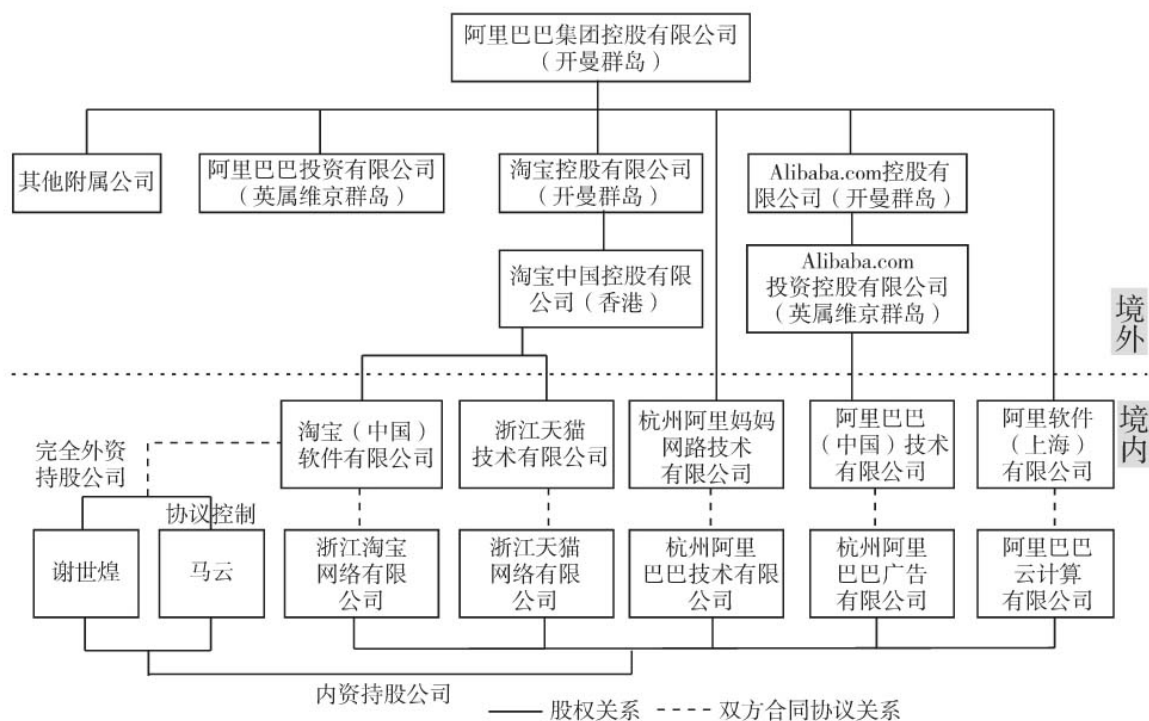 阿里巴巴集团控股有限公司
（开曼群岛）
其他附属公司
阿里巴巴投资有限公司
（英属维京群岛）
淘宝控股有限公司
（开曼群岛）
Alibaba.com控股有
限公司（开曼群岛）
淘宝中国控股有限
公司（香港）
Alibaba.com
投资控股有限公司
（英属维京群岛）
境外
境内
完全外资
持股公司
淘宝（中国）
软件有限公司
浙江天猫
技术有限公司
杭州阿里妈妈
网路技术
有限公司
阿里巴巴
（中国）技术
有限公司
阿里软件
（上海）
有限公司
协议控制
谢世煌
马云
浙江淘宝
网络有限
公司
浙江天猫
网络有限
公司
杭州阿里
巴巴技术有限
公司
杭州阿里
巴巴广告
有限公司
阿里巴巴
云计算
有限公司
内资持股公司
股权关系
双方合同协议关系